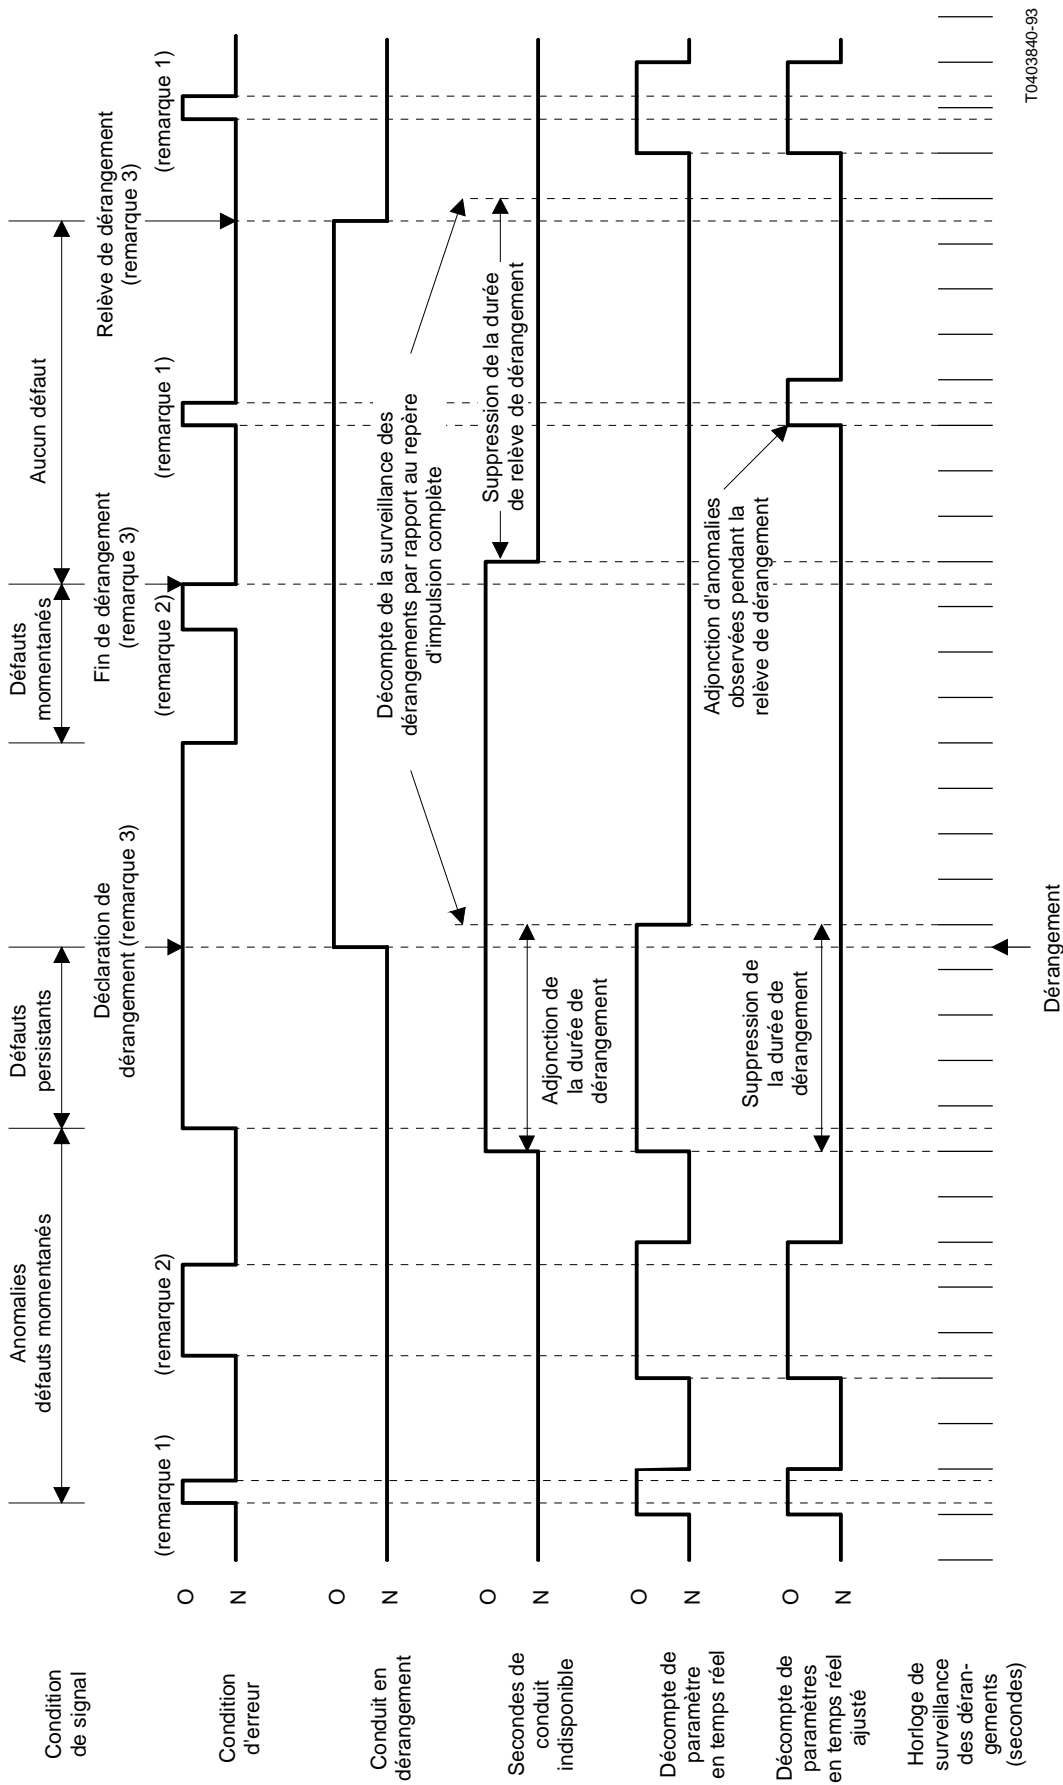 Condition
de signal
Anomalies
défauts momentanés
Défauts
persistants
Défauts
momentanés
Aucun défaut
Déclaration de
dérangement (remarque 3)
Fin de dérangement
(remarque 3)
Relève de dérangement
(remarque 3)
Condition
d'erreur
O
N
(remarque 1)
(remarque 2)
(remarque 2)
(remarque 1)
(remarque 1)
Conduit en
dérangement
O
N
Décompte de la surveillance des
dérangements par rapport au repère
d'impulsion complète
Secondes de
conduit
indisponible
O
N
Adjonction de
la durée de
dérangement
Suppression de la durée
de relève de dérangement
Décompte de
paramètre
en temps réel
O
N
Décompte de
paramètres
en temps réel
ajusté
O
N
Suppression de
la durée de
dérangement
Adjonction d'anomalies
observées pendant la
relève de dérangement
Horloge de
surveillance
des déran-
gements
(secondes)
Dérangement
T0403840-93